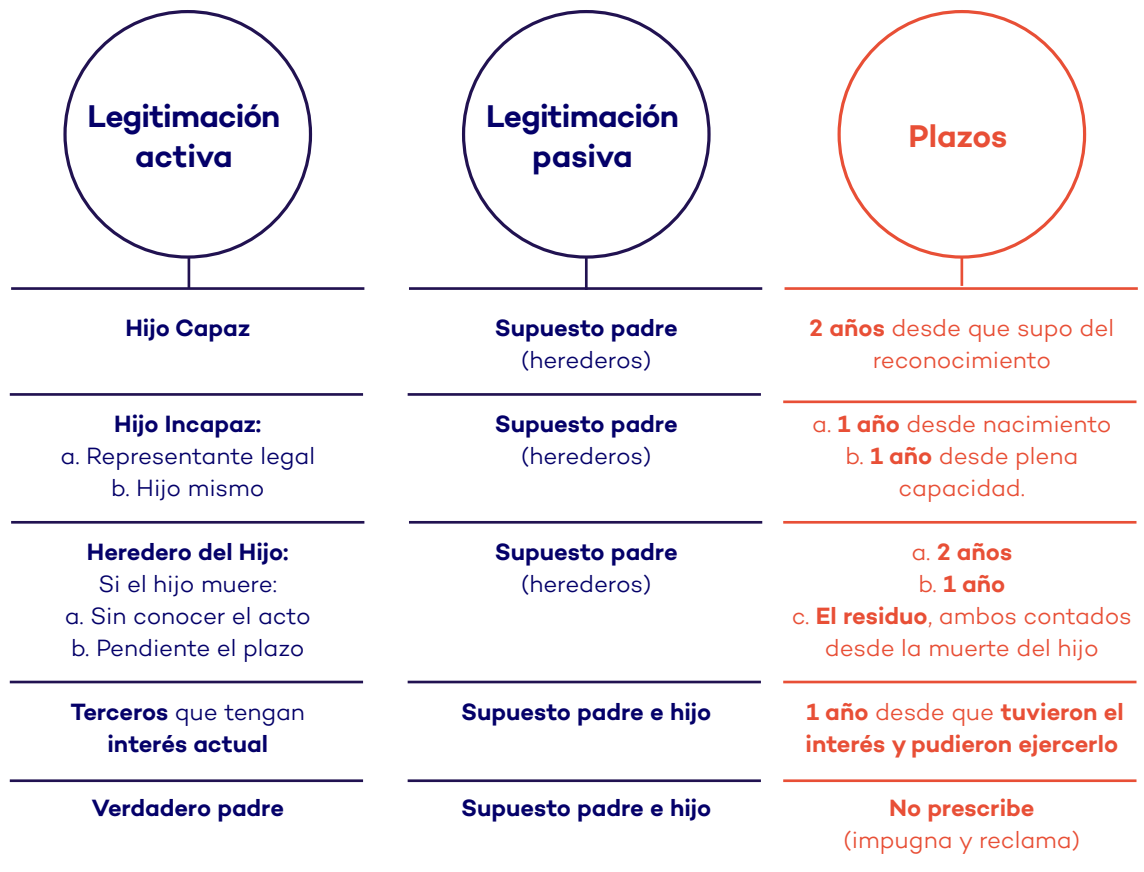 Legitimación
activa
Legitimación
pasiva
Plazos
Hijo Capaz
Supuesto padre
(herederos)
2 años desde que supo del
reconocimiento
Hijo Incapaz:
a. Representante legal
b. Hijo mismo
Supuesto padre
(herederos)
a. 1 año desde nacimiento
b. 1 año desde plena
capacidad.
Heredero del Hijo:
Si el hijo muere:
a. Sin conocer el acto
b. Pendiente el plazo
Supuesto padre
(herederos)
a. 2 años
b. 1 año
c. El residuo, ambos contados
desde la muerte del hijo
Terceros que tengan
interés actual
Supuesto padre e hijo
1 año desde que tuvieron el
interés y pudieron ejercerlo
Verdadero padre
Supuesto padre e hijo
No prescribe
(impugna y reclama)